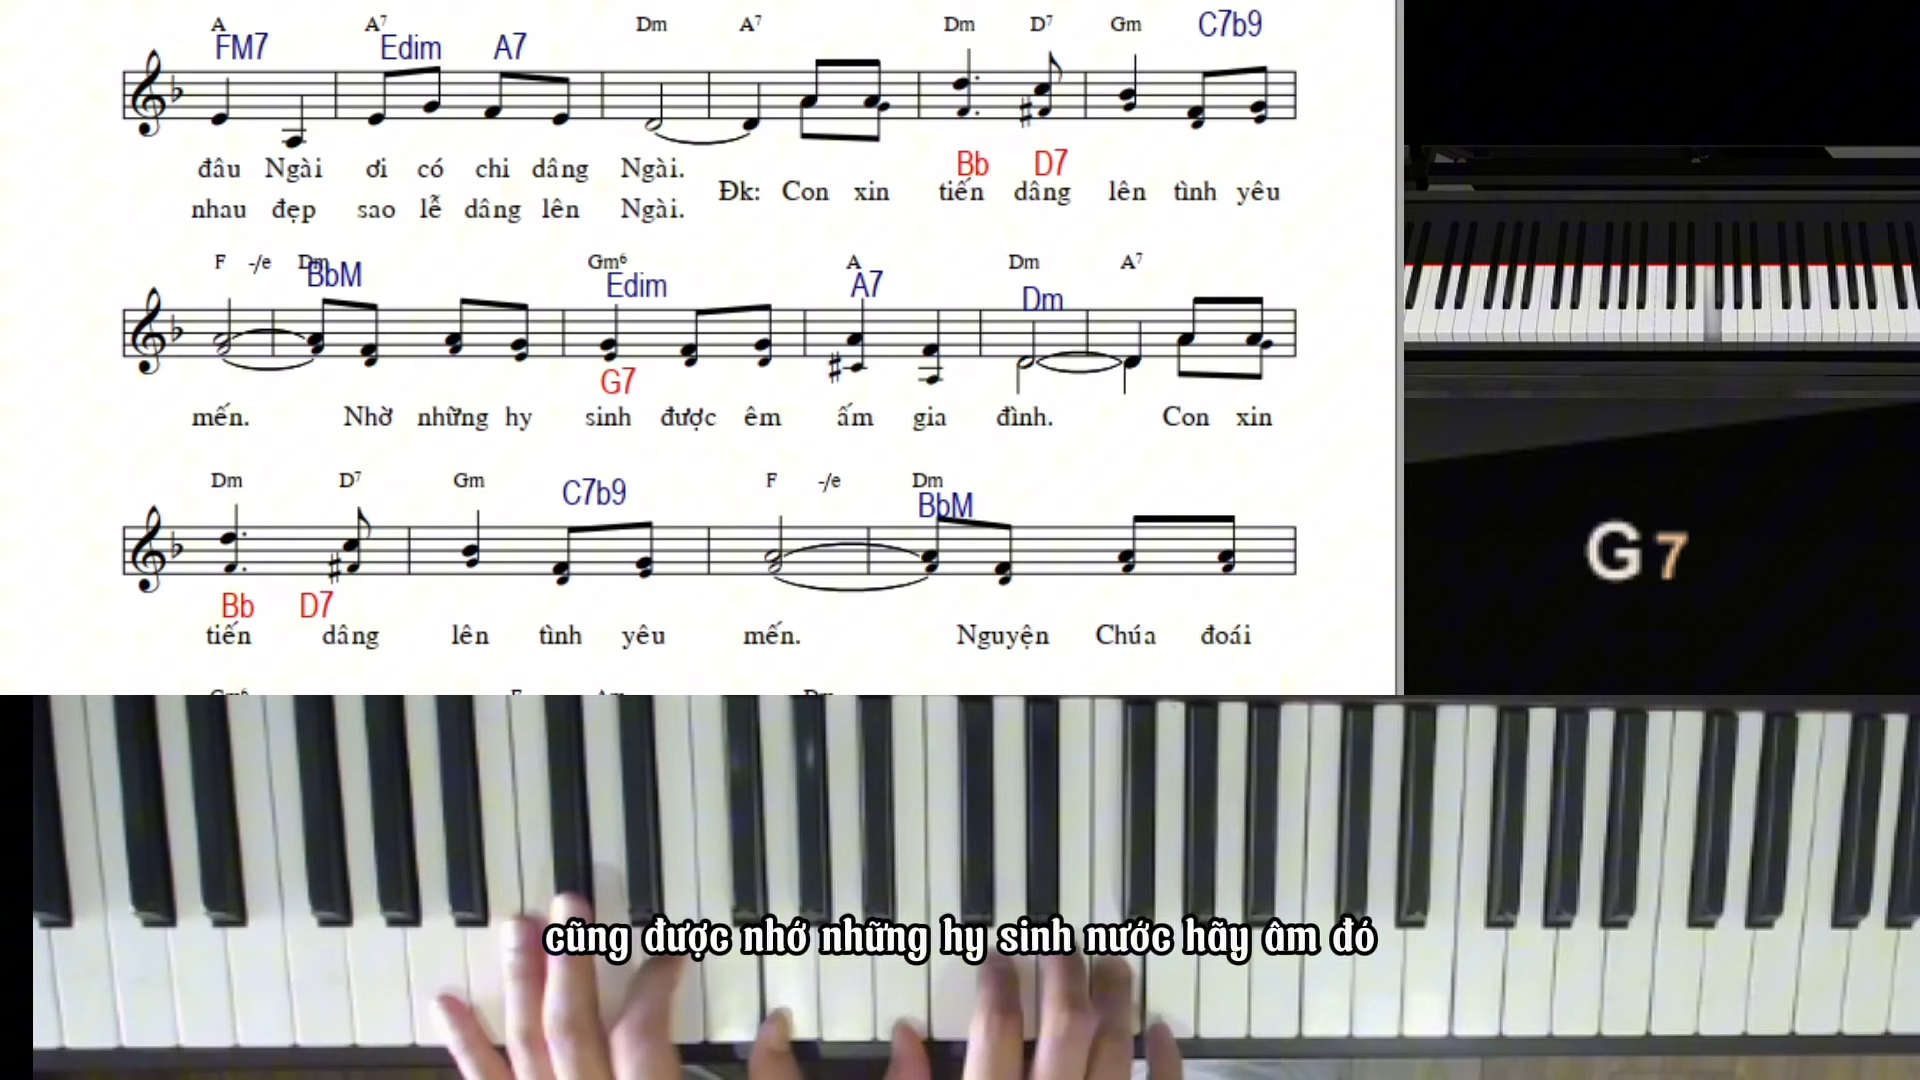 A A7 Dm A7 Dm D7 Gm C7b9
FM7 Edim A7
Bb D7
đâu Ngài ơi có chi dâng Ngài.
Đk: Con xin tiến dâng lên tình yêu
nhau đẹp sao lễ dâng lên Ngài.
F -/e Dm Gm6 A Dm A7
BbM Edim A7 Dm
G7
mến. Nhờ những hy sinh được êm ấm gia đình. Con xin
Dm D7 Gm C7b9 F -/e Dm
BbM
Bb D7
tiến dâng lên tình yêu mến. Nguyện Chúa đoái
G7
cũng được nhớ những hy sinh nước hãy âm đó